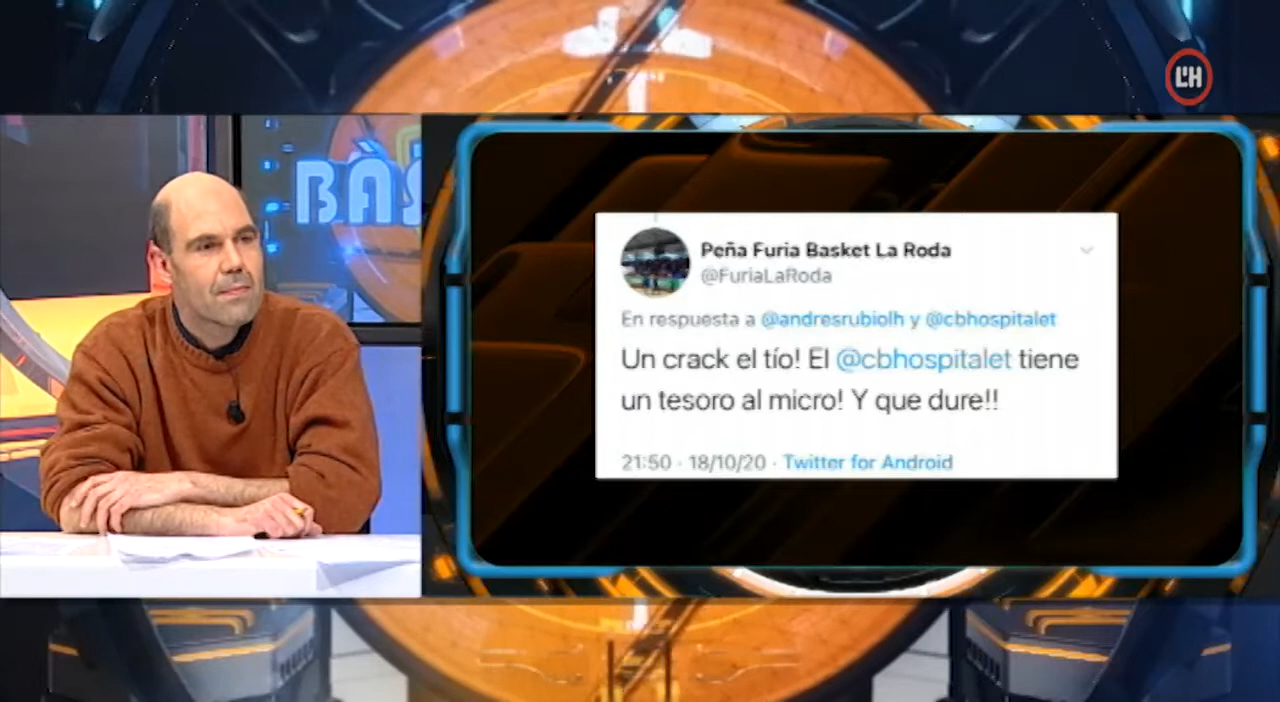 L'H
BÀS
Peña Furia Basket La Roda
@FuriaLaRoda
En respuesta a @andresrubiolh y @cbhospitalet
Un crack el tío! El @cbhospitalet tiene
un tesoro al micro! Y que dure!!
21:50 · 18/10/20 · Twitter for Android